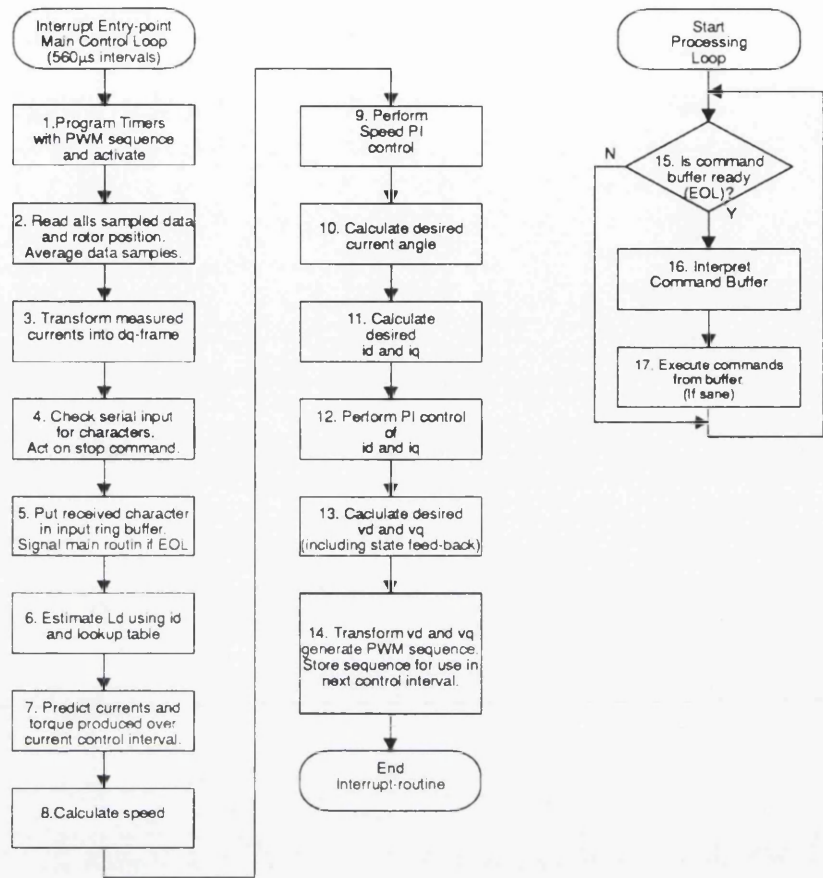 Interrupt Entry-point
Main Control Loop
(560µs intervals)
1.Program Timers
with PWM sequence
and activate
2. Read alls sampled data
and rotor position.
Average data samples.
3. Transform measured
currents into dq-frame
4. Check serial input
for characters.
Act on stop command.
5. Put received character
in input ring buffer.
Signal main routin if EOL
6. Estimate Ld using id
and lookup table
7. Predict currents and
torque produced over
current control interval.
8.Calculate speed
9. Perform
Speed PI
control
10. Calculate desired
current angle
11. Calculate
desired
id and iq
12. Perform PI control
of
id and iq
13. Caclulate desired
vd and vq
(including state feed-back)
14. Transform vd and vq
generate PWM sequence.
Store sequence for use in
next control interval.
End
Interrupt-routine
Start
Processing
Loop
N
15. Is command
buffer ready
(EOL)?
Y
16. Interpret
Command Buffer
17. Execute commands
from buffer.
(If sane)